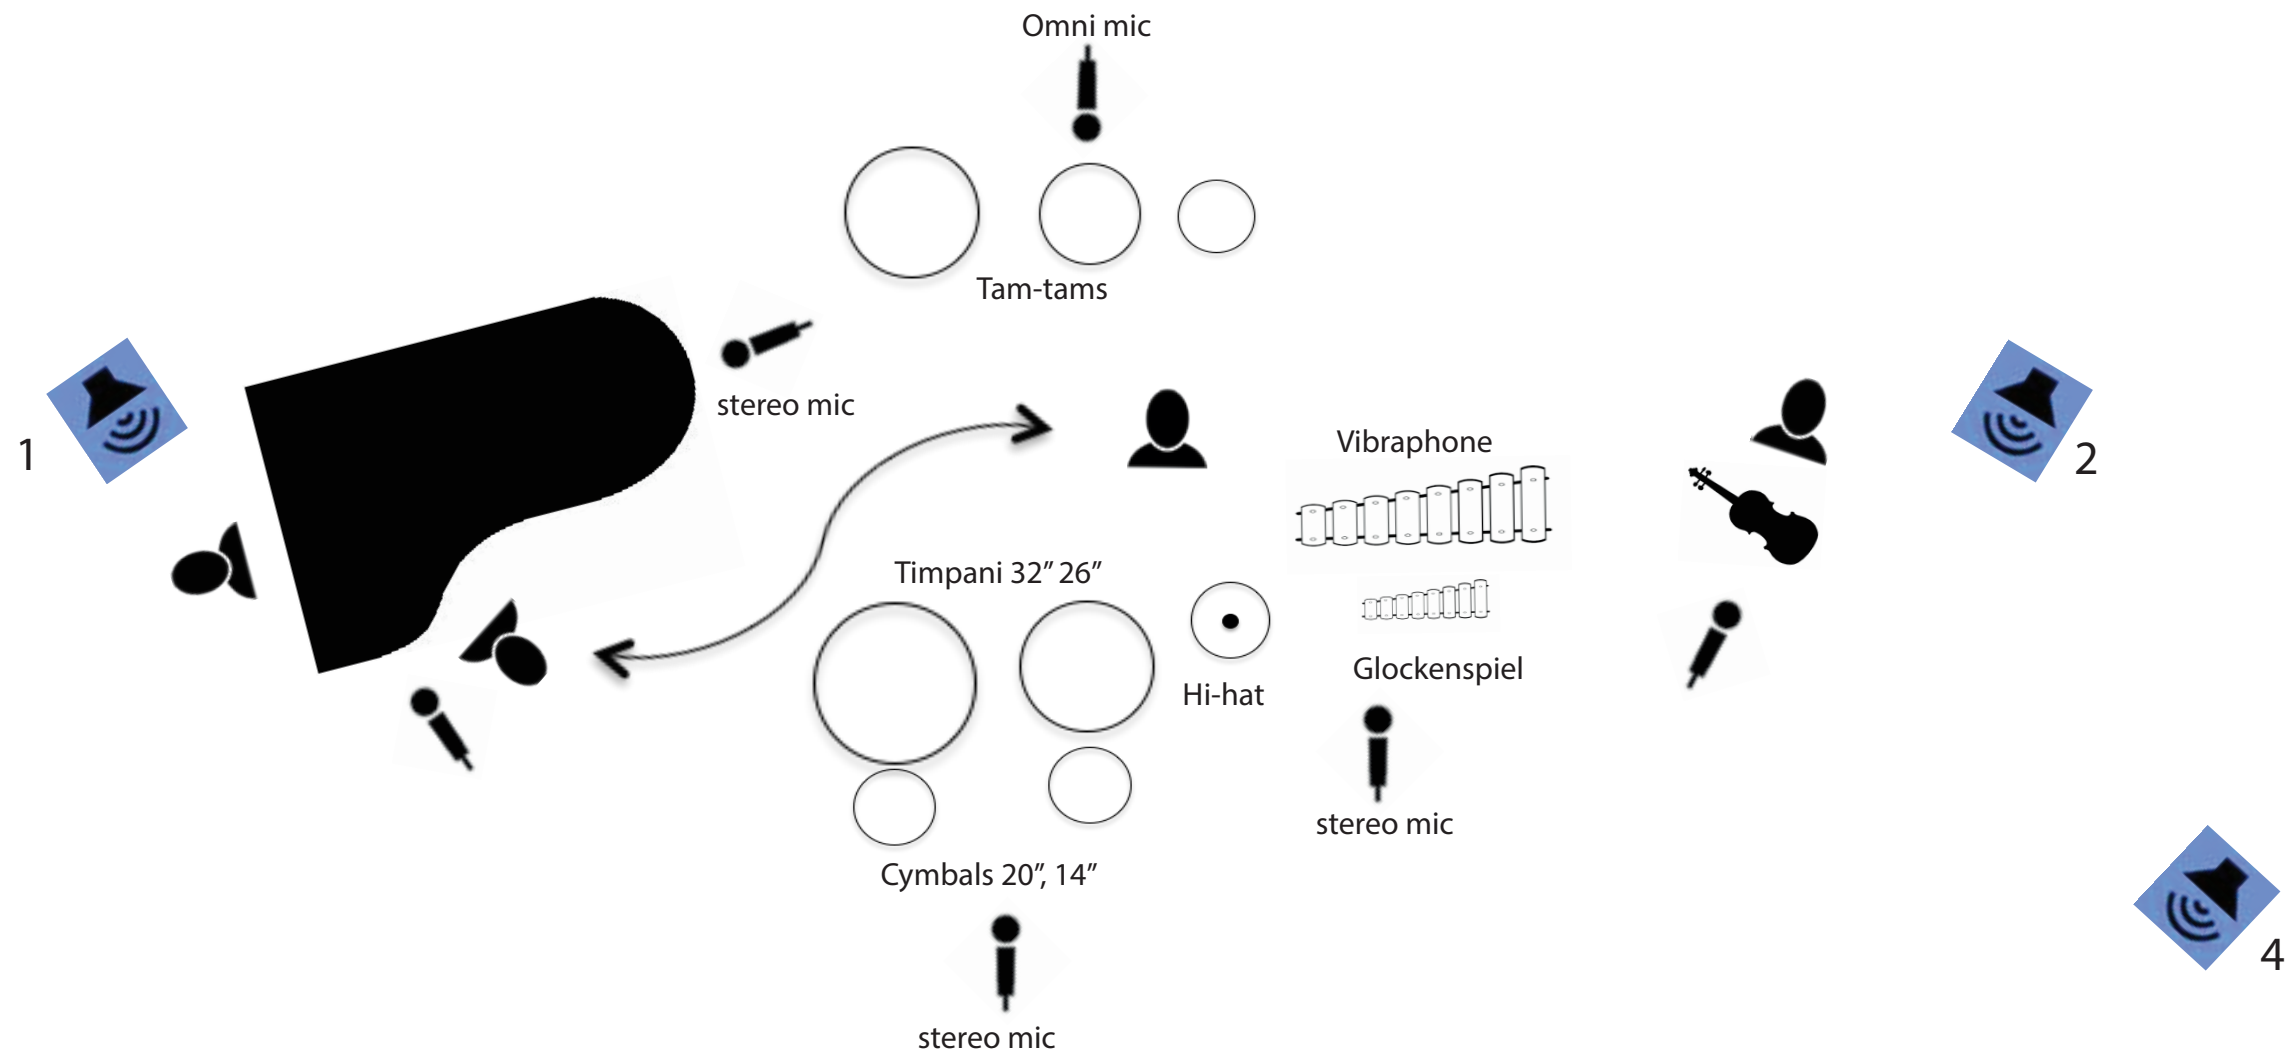 Omni mic
Tam-tams
stereo mic
1
Vibraphone
2
Timpani 32” 26”
Glockenspiel
Hi-hat
stereo mic
Cymbals 20”, 14”
4
stereo mic